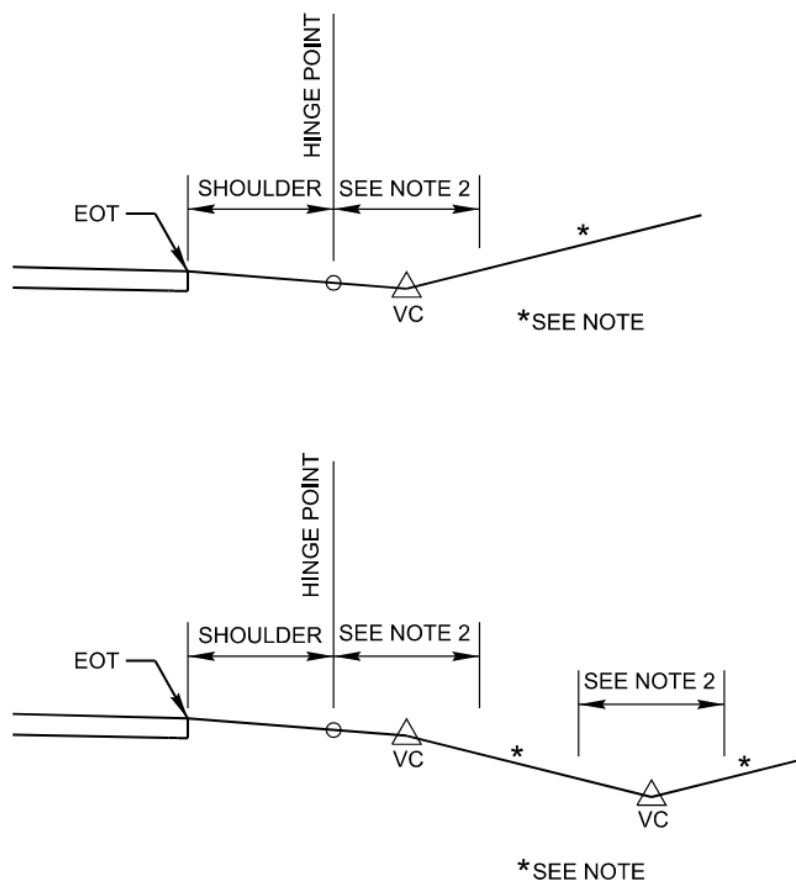 HINGE POINT
SHOULDER
SEE NOTE 2
EOT
*
VC
*SEE NOTE
HINGE POINT
SHOULDER
SEE NOTE 2
EOT
SEE NOTE 2
*
*
VC
VC
*SEE NOTE